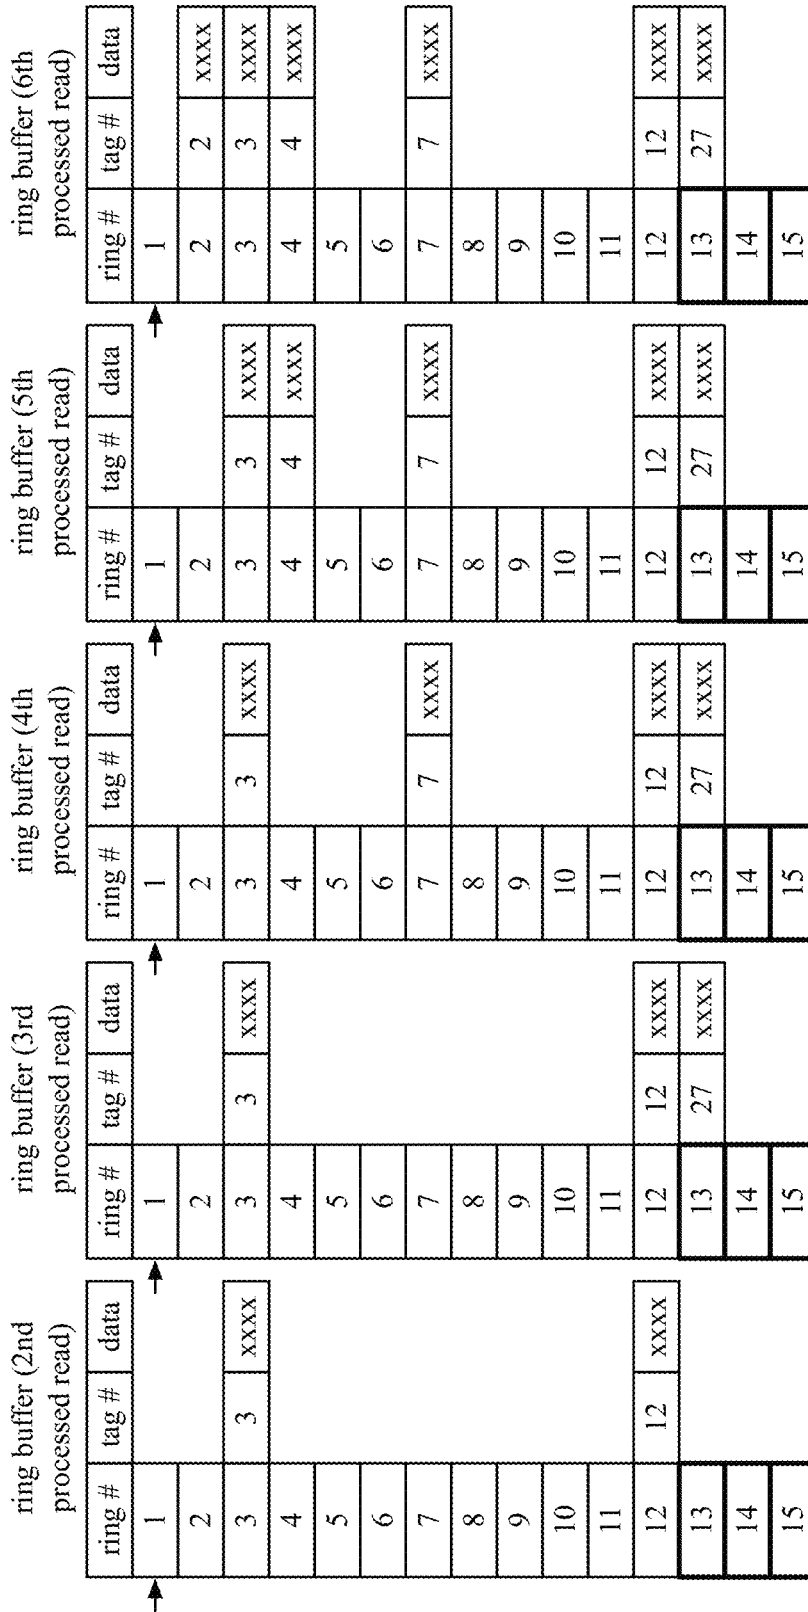 ring buffer (2nd
processed read)
ring # tag # data
1
2
3 3 xxxx
4
5
6
7
8
9
10
11
12 12 xxxx
13
14
15
ring buffer (3rd
processed read)
ring # tag # data
1
2
3 3 xxxx
4
5
6
7
8
9
10
11
12 12 xxxx
13 27 xxxx
14
15
ring buffer (4th
processed read)
ring # tag # data
1
2
3 3 xxxx
4
5
6
7 7 xxxx
8
9
10
11
12 12 xxxx
13 27 xxxx
14
15
ring buffer (5th
processed read)
ring # tag # data
1
2
3 3 xxxx
4 4 xxxx
5
6
7 7 xxxx
8
9
10
11
12 12 xxxx
13 27 xxxx
14
15
ring buffer (6th
processed read)
ring # tag # data
1
2 2 xxxx
3 3 xxxx
4 4 xxxx
5
6
7 7 xxxx
8
9
10
11
12 12 xxxx
13 27 xxxx
14
15